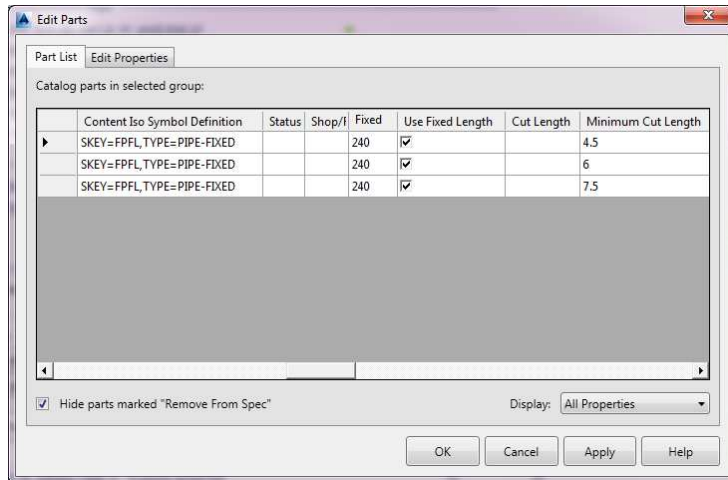 Edit Parts
Part List Edit Properties
Catalog parts in selected group:
Content Iso Symbol Definition Status Shop/F Fixed Use Fixed Length Cut Length Minimum Cut Length
SKEY=FPFL,TYPE=PIPE-FIXED 240 4.5
SKEY=FPFL,TYPE=PIPE-FIXED 240 6
SKEY=FPFL,TYPE=PIPE-FIXED 240 7.5
Hide parts marked "Remove From Spec" Display: All Properties
OK Cancel Apply Help